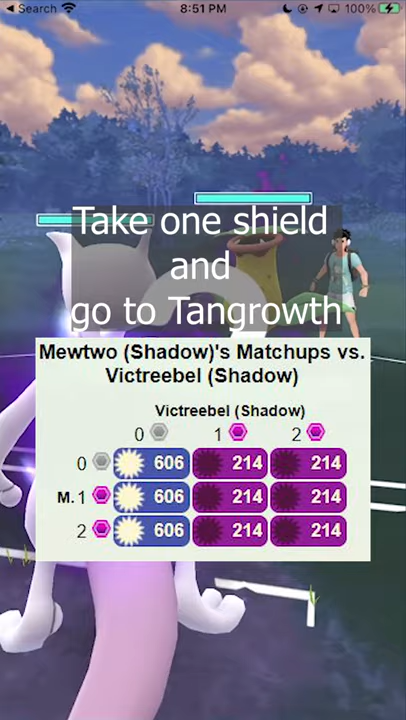 Search
8:51 PM
100%
Take one shield
and
go to Tangrowth
Mewtwo (Shadow)'s Matchups vs.
Victreebel (Shadow)
Victreebel (Shadow)
0 1 2
0 606 214 214
M. 1 606 214 214
2 606 214 214